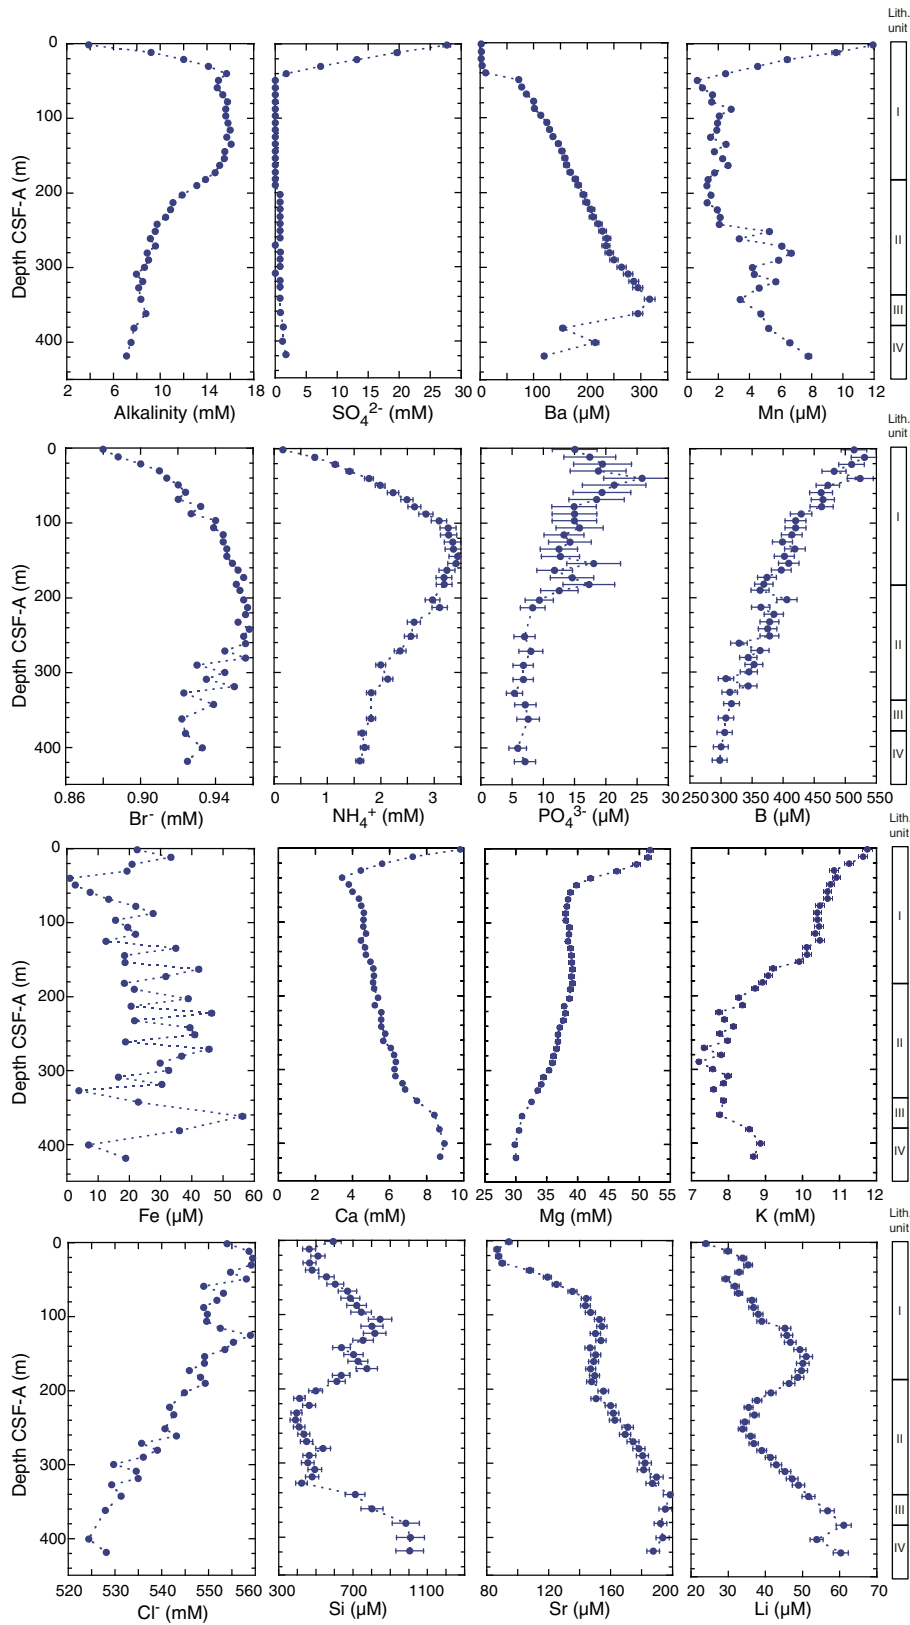 Lith.
unit
0
100
200
300
400
Depth CSF-A (m)
2 6 10 14 18
Alkalinity (mM)
0 5 10 15 20 25 30
SO₄²⁻ (mM)
0 100 200 300
Ba (µM)
0 2 4 6 8 10 12
Mn (µM)
I
II
III
IV
Lith.
unit
0
100
200
300
400
Depth CSF-A (m)
0.86 0.90 0.94
Br⁻ (mM)
0 1 2 3
NH₄⁺ (mM)
0 5 10 15 20 25 30
PO₄³⁻ (µM)
250 300 350 400 450 500 550
B (µM)
I
II
III
IV
Lith.
unit
0
100
200
300
400
Depth CSF-A (m)
0 10 20 30 40 50 60
Fe (µM)
0 2 4 6 8 10
Ca (mM)
25 30 35 40 45 50 55
Mg (mM)
7 8 9 10 11 12
K (mM)
I
II
III
IV
Lith.
unit
0
100
200
300
400
Depth CSF-A (m)
520 530 540 550 560
Cl⁻ (mM)
300 700 1100
Si (µM)
80 120 160 200
Sr (µM)
20 30 40 50 60 70
Li (µM)
I
II
III
IV